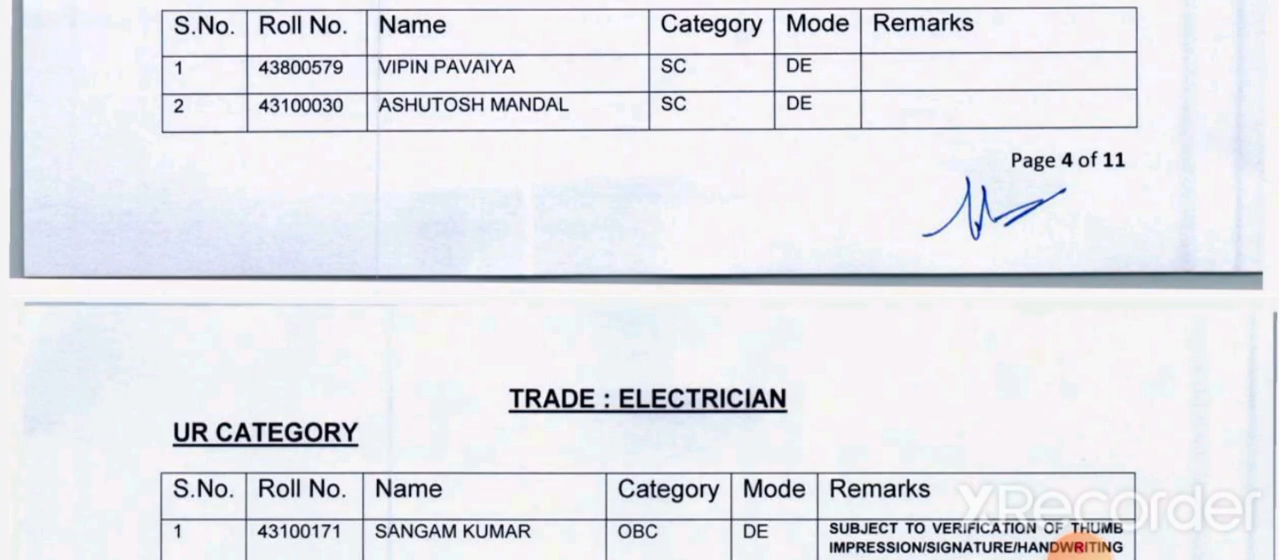 S.No. Roll No. Name Category Mode Remarks
1 43800579 VIPIN PAVAIYA SC DE
2 43100030 ASHUTOSH MANDAL SC DE
Page 4 of 11
TRADE : ELECTRICIAN
UR CATEGORY
S.No. Roll No. Name Category Mode Remarks
1 43100171 SANGAM KUMAR OBC DE SUBJECT TO VERIFICATION OF THUMB
IMPRESSION/SIGNATURE/HANDWRITING
XRecorder